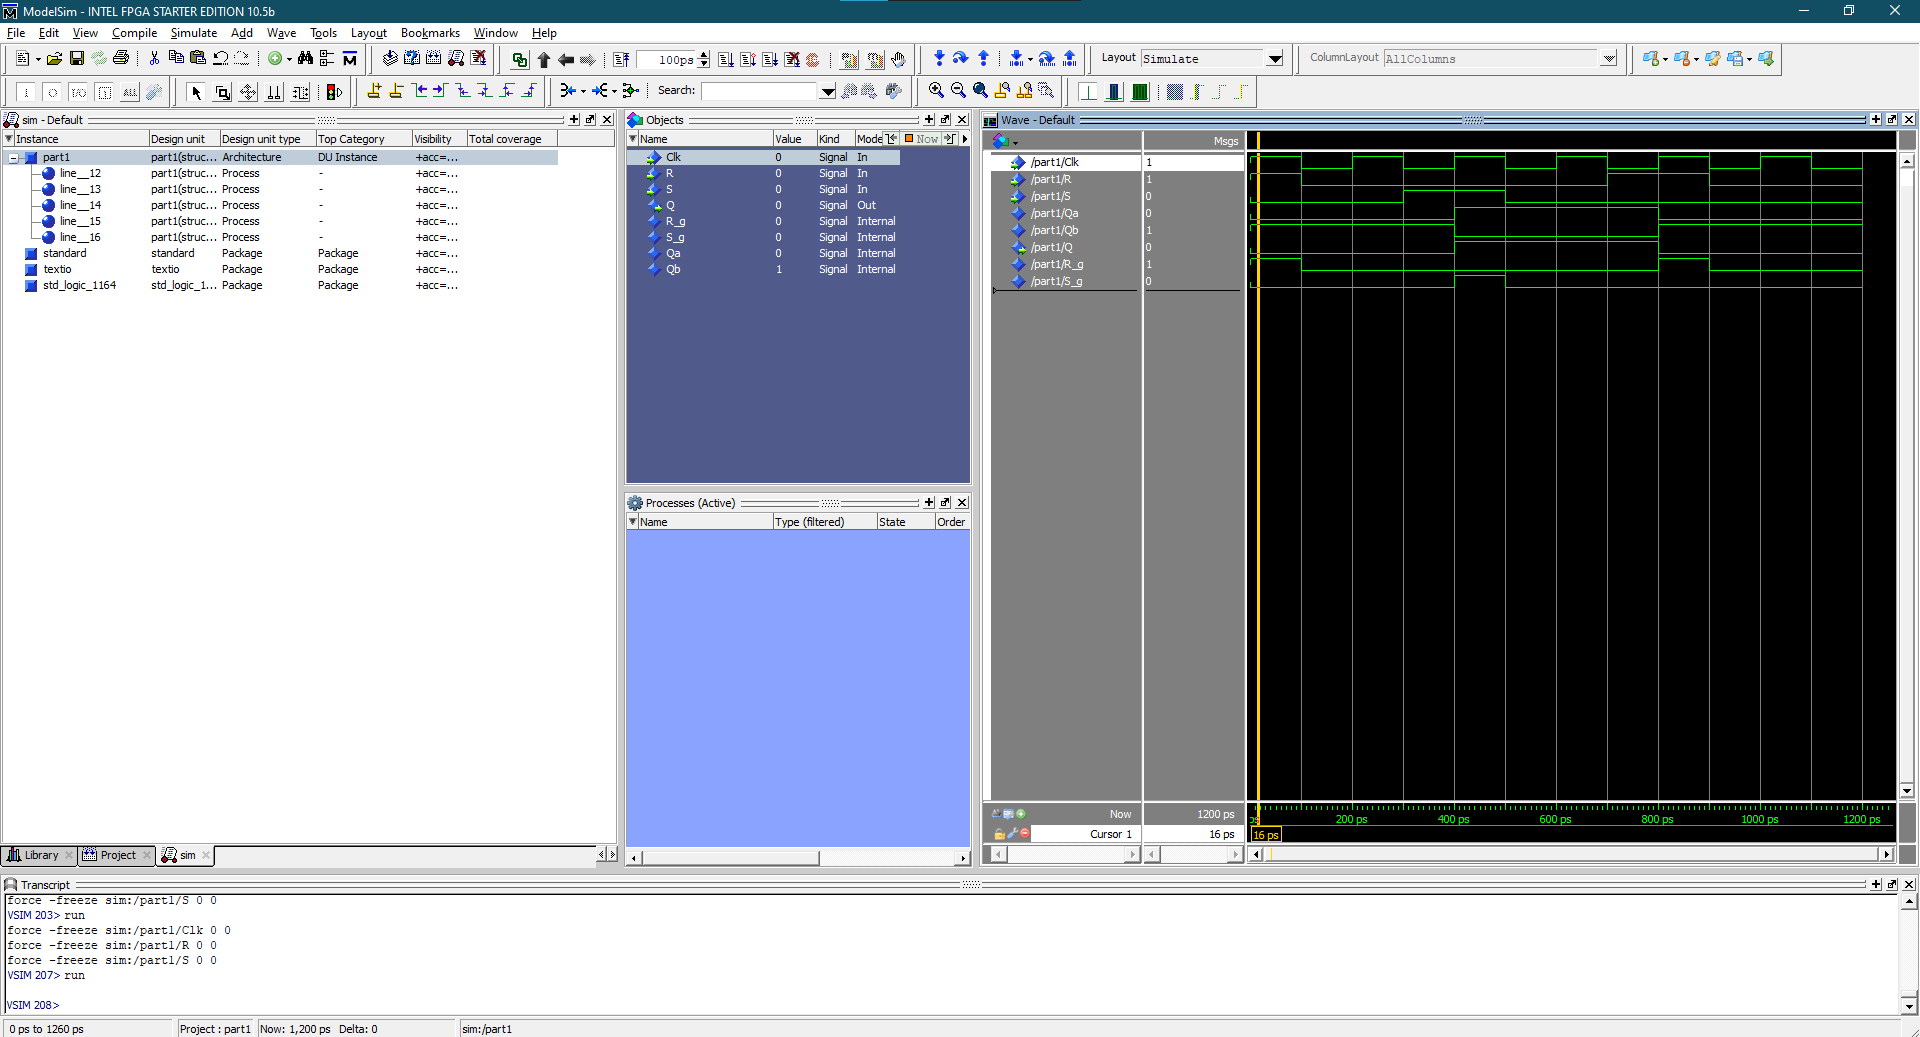 ModelSim - INTEL FPGA STARTER EDITION 10.5b
File Edit View Compile Simulate Add Wave Tools Layout Bookmarks Window Help
100ps
Layout Simulate
ColumnLayout AllColumns
ALL
Search:
sim - Default
Instance Design unit Design unit type Top Category Visibility Total coverage
part1 part1(struc... Architecture DU Instance +acc=...
line__12 part1(struc... Process - +acc=...
line__13 part1(struc... Process - +acc=...
line__14 part1(struc... Process - +acc=...
line__15 part1(struc... Process - +acc=...
line__16 part1(struc... Process - +acc=...
standard standard Package Package +acc=...
textio textio Package Package +acc=...
std_logic_1164 std_logic_1... Package Package +acc=...
Library
Project
sim
Objects
Name Value Kind Mode Now
Clk 0 Signal In
R 0 Signal In
S 0 Signal In
Q 0 Signal Out
R_g 0 Signal Internal
S_g 0 Signal Internal
Qa 0 Signal Internal
Qb 1 Signal Internal
Processes (Active)
Name Type (filtered) State Order
Wave - Default
Msgs
/part1/Clk 1
/part1/R 1
/part1/S 0
/part1/Qa 0
/part1/Qb 1
/part1/Q 0
/part1/R_g 1
/part1/S_g 0
Now 1200 ps
200 ps 400 ps 600 ps 800 ps 1000 ps 1200 ps
Cursor 1 16 ps
16 ps
Transcript
force -freeze sim:/part1/S 0 0
VSIM 203> run
force -freeze sim:/part1/Clk 0 0
force -freeze sim:/part1/R 0 0
force -freeze sim:/part1/S 0 0
VSIM 207> run
VSIM 208>
0 ps to 1260 ps Project : part1 Now: 1,200 ps Delta: 0 sim:/part1